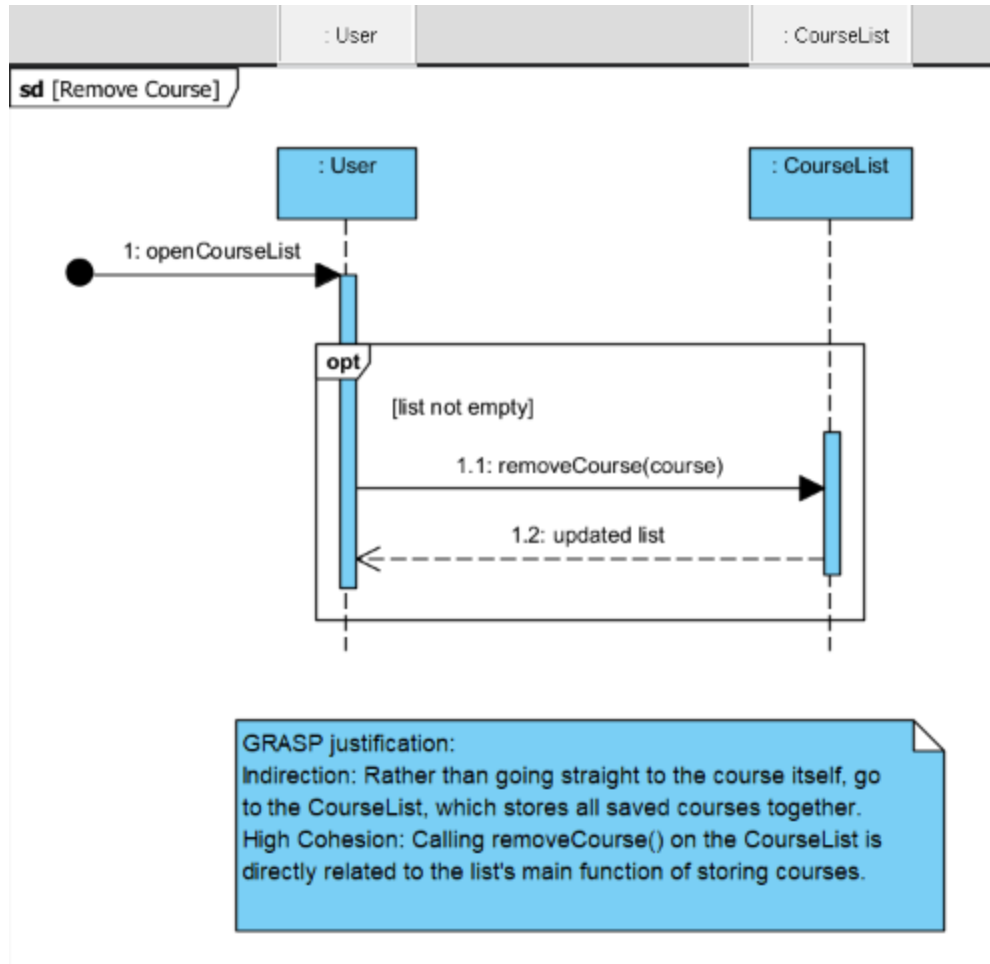 : User
: CourseList
sd [Remove Course]
: User
: CourseList
1: openCourseList
opt
[list not empty]
1.1: removeCourse(course)
1.2: updated list
GRASP justification:
Indirection: Rather than going straight to the course itself, go
to the CourseList, which stores all saved courses together.
High Cohesion: Calling removeCourse() on the CourseList is
directly related to the list's main function of storing courses.